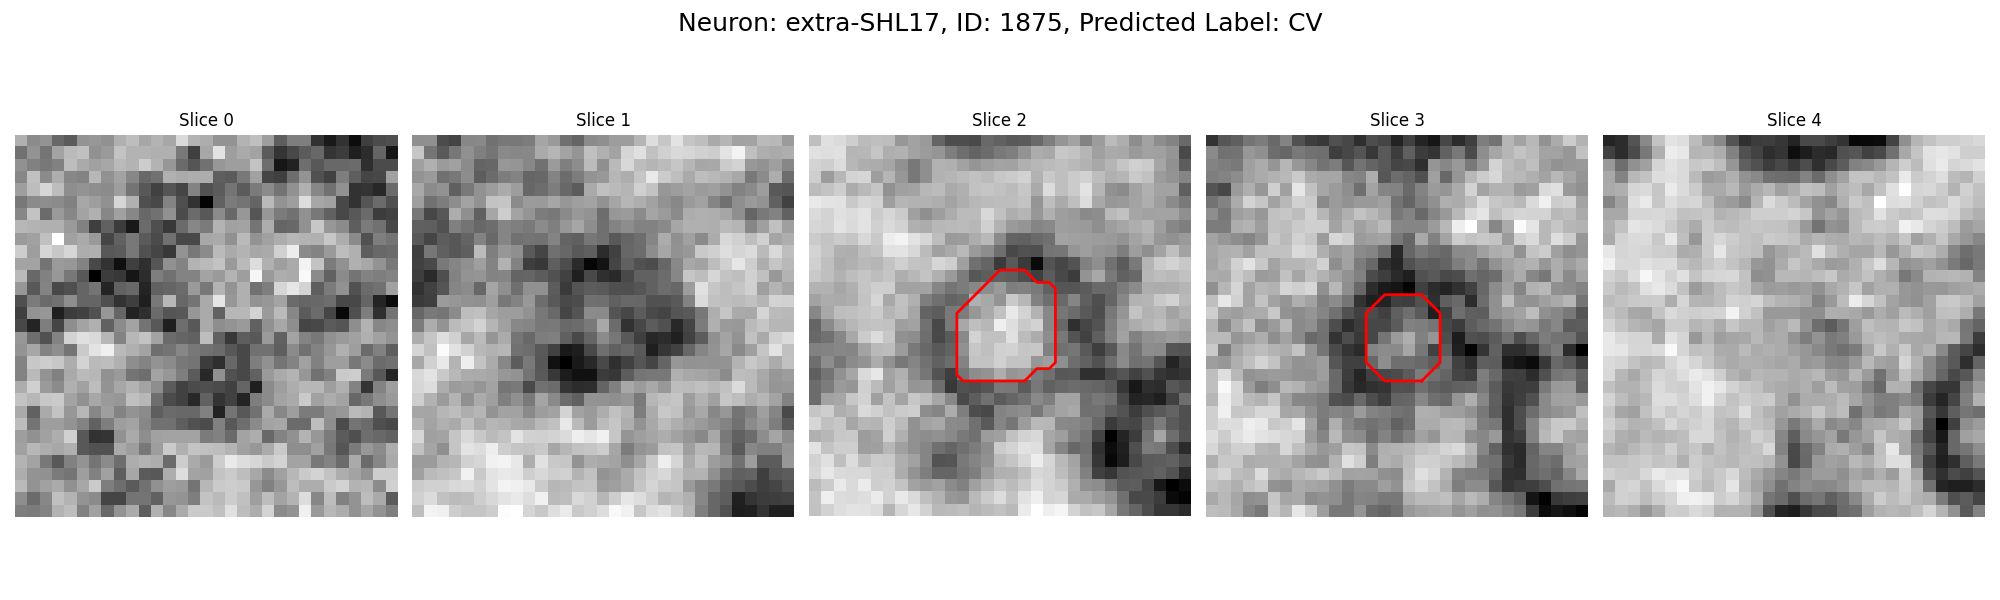 Neuron: extra-SHL17, ID: 1875, Predicted Label: CV
Slice 0
Slice 1
Slice 2
Slice 3
Slice 4